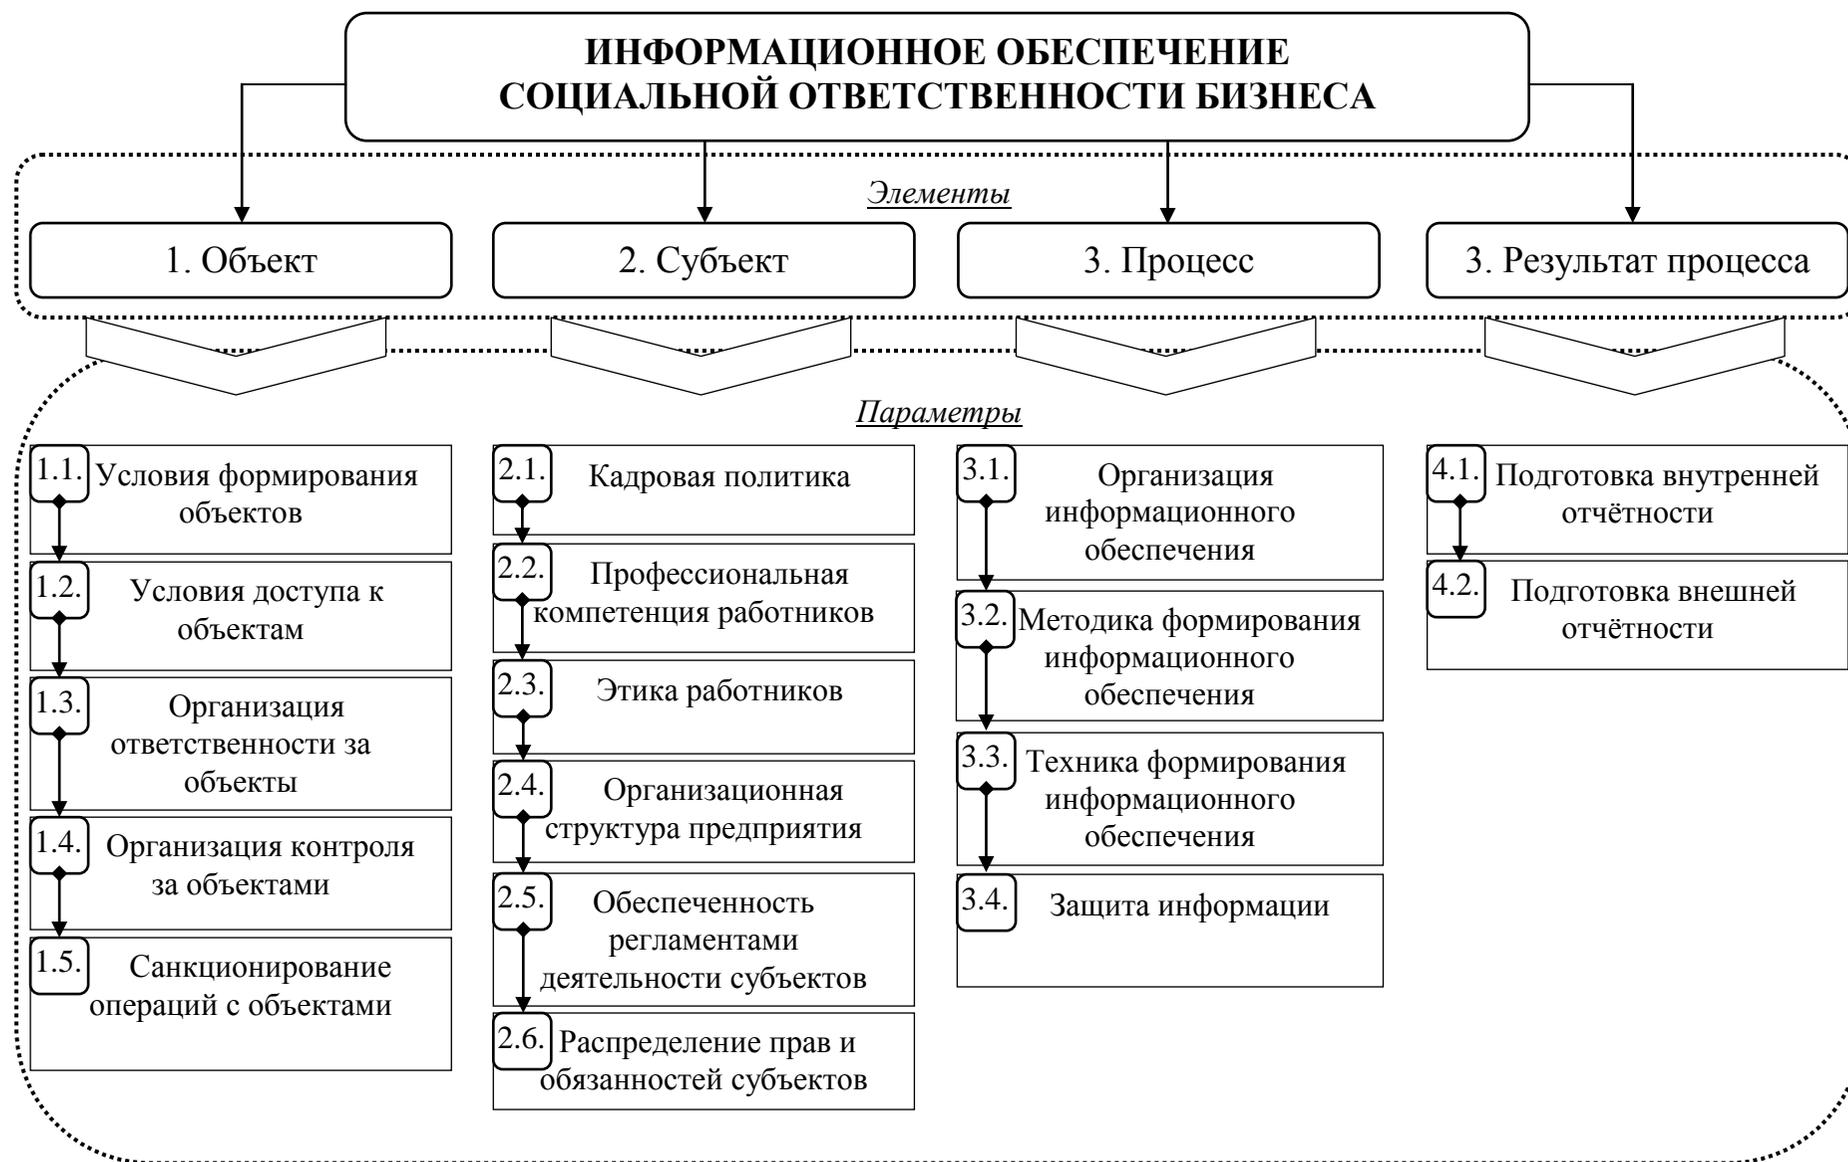 ИНФОРМАЦИОННОЕ ОБЕСПЕЧЕНИЕ
СОЦИАЛЬНОЙ ОТВЕТСТВЕННОСТИ БИЗНЕСА
Элементы
1. Объект
2. Субъект
3. Процесс
3. Результат процесса
Параметры
1.1. Условия формирования
объектов
1.2. Условия доступа к
объектам
1.3. Организация
ответственности за
объекты
1.4. Организация контроля
за объектами
1.5. Санкционирование
операций с объектами
2.1. Кадровая политика
2.2. Профессиональная
компетенция работников
2.3. Этика работников
2.4. Организационная
структура предприятия
2.5. Обеспеченность
регламентами
деятельности субъектов
2.6. Распределение прав и
обязанностей субъектов
3.1. Организация
информационного
обеспечения
3.2. Методика формирования
информационного
обеспечения
3.3. Техника формирования
информационного
обеспечения
3.4. Защита информации
4.1. Подготовка внутренней
отчётности
4.2. Подготовка внешней
отчётности